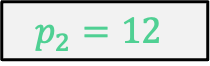 p₂ = 12